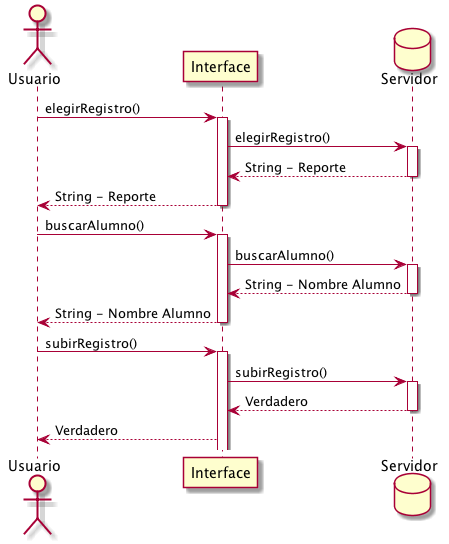 Usuario
Interface
Servidor
elegirRegistro()
elegirRegistro()
String - Reporte
String - Reporte
buscarAlumno()
buscarAlumno()
String - Nombre Alumno
String - Nombre Alumno
subirRegistro()
subirRegistro()
Verdadero
Verdadero
Usuario
Interface
Servidor